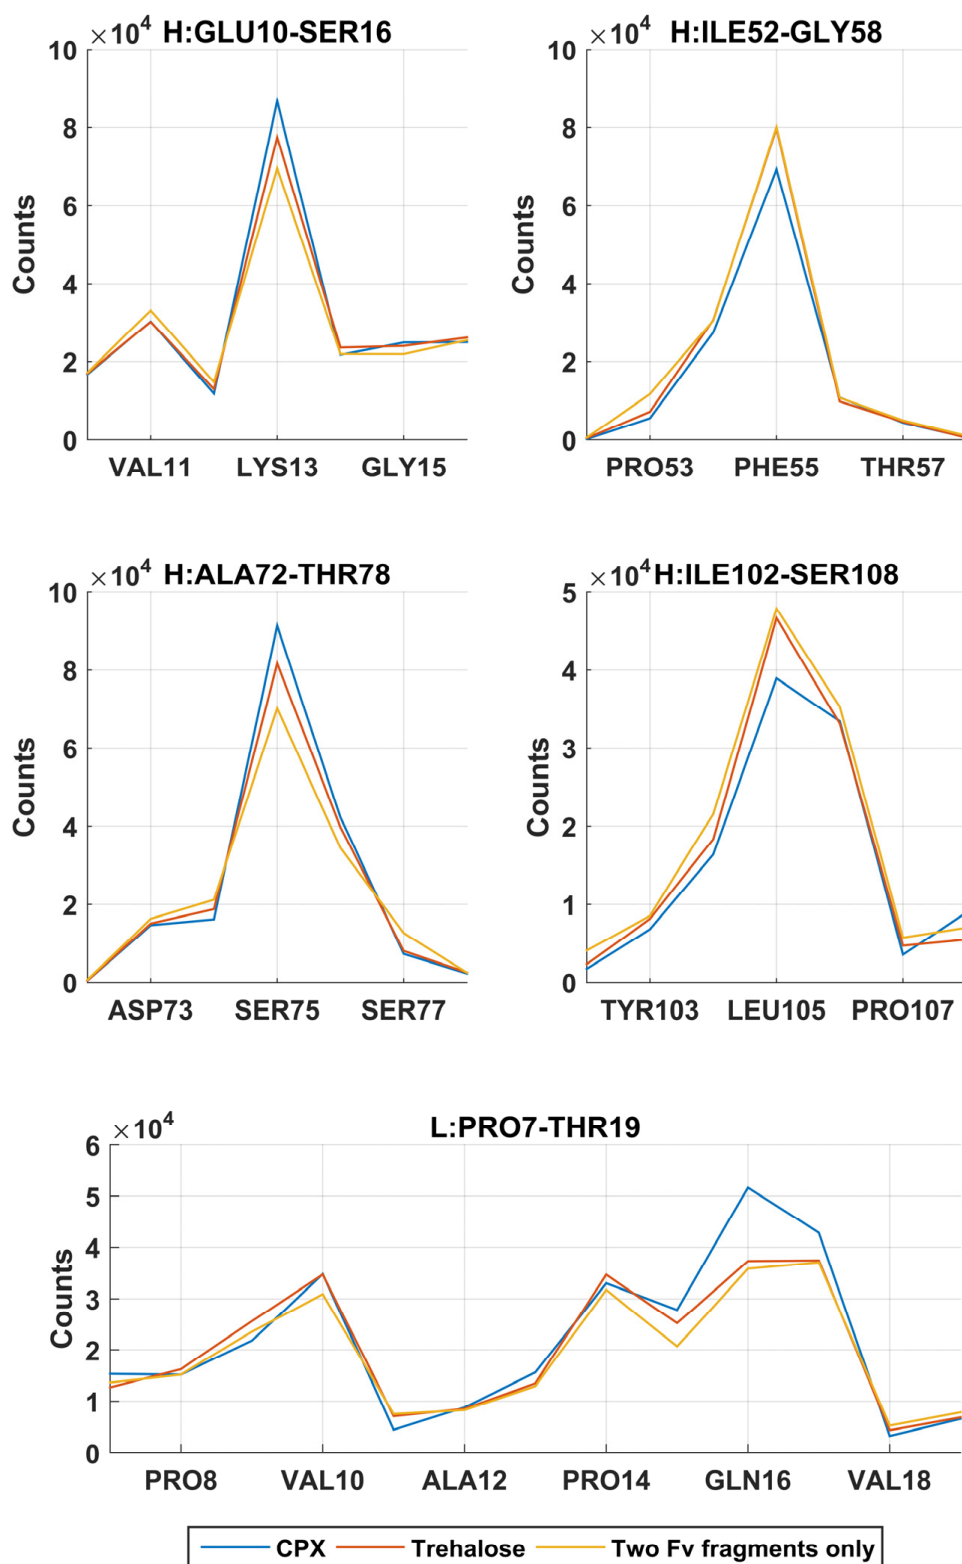 ×10⁴ H:GLU10-SER16
10
8
6
4
2
0
Counts
VAL11 LYS13 GLY15
×10⁴ H:ILE52-GLY58
10
8
6
4
2
0
Counts
PRO53 PHE55 THR57
×10⁴ H:ALA72-THR78
10
8
6
4
2
0
Counts
ASP73 SER75 SER77
×10⁴ H:ILE102-SER108
5
4
3
2
1
0
Counts
TYR103 LEU105 PRO107
×10⁴ L:PRO7-THR19
6
5
4
3
2
1
0
Counts
PRO8 VAL10 ALA12 PRO14 GLN16 VAL18
CPX Trehalose Two Fv fragments only